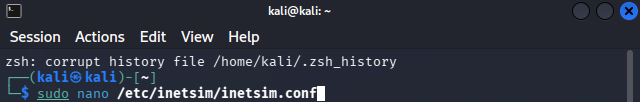 kali@kali: ~
Session Actions Edit View Help
zsh: corrupt history file /home/kali/.zsh_history
┌──(kali㉿kali)-[~]
└─$ sudo nano /etc/inetsim/inetsim.conf